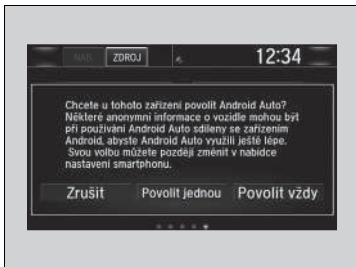 NAB.
ZDROJ
12:34
Chcete u tohoto zařízení povolit Android Auto?
Některé anonymní informace o vozidle mohou být
při používání Android Auto sdíleny se zařízením
Android, abyste Android Auto využili ještě lépe.
Svou volbu můžete později změnit v nabídce
nastavení smartphonu.
Zrušit
Povolit jednou
Povolit vždy